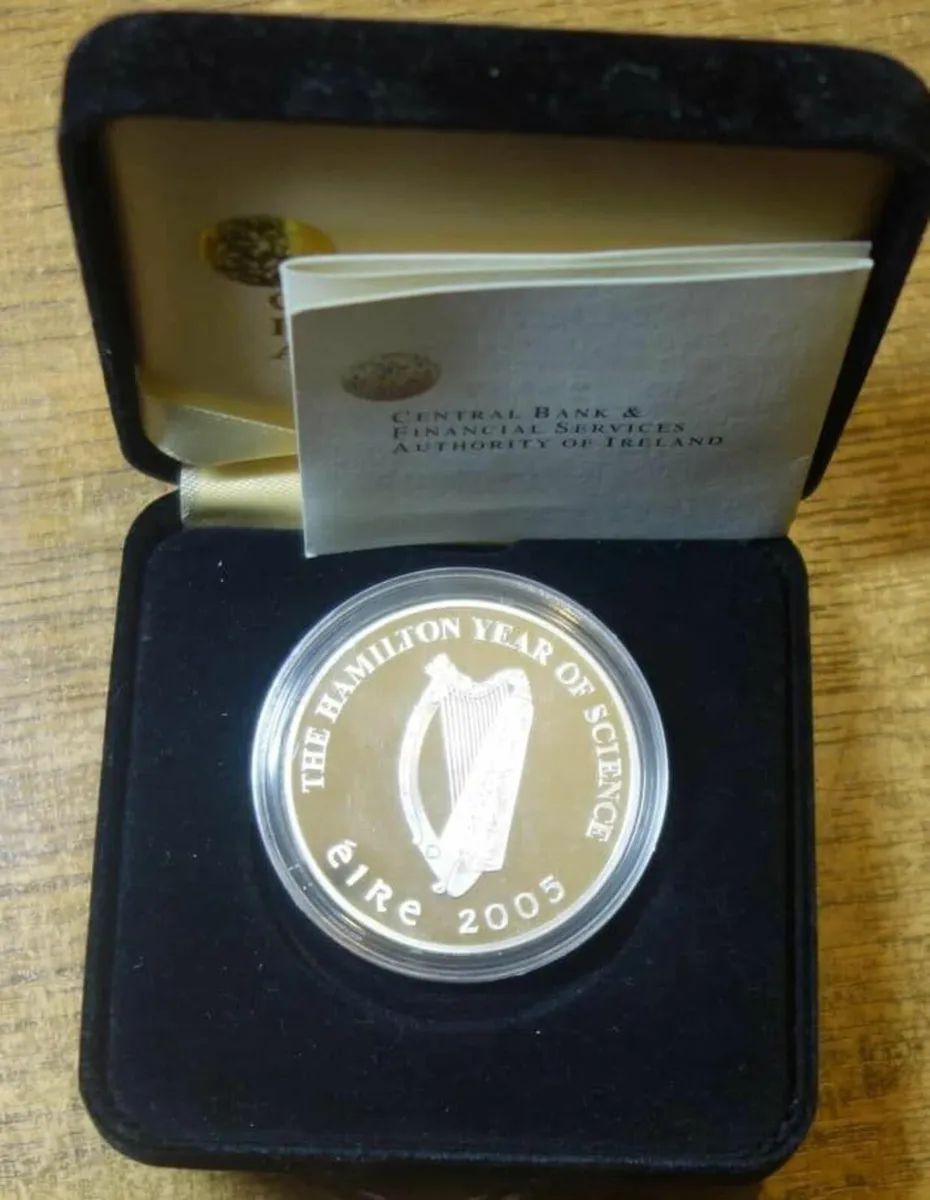 CENTRAL BANK &
FINANCIAL SERVICES
AUTHORITY OF IRELAND
THE HAMILTON YEAR OF SCIENCE
éIRe 2005